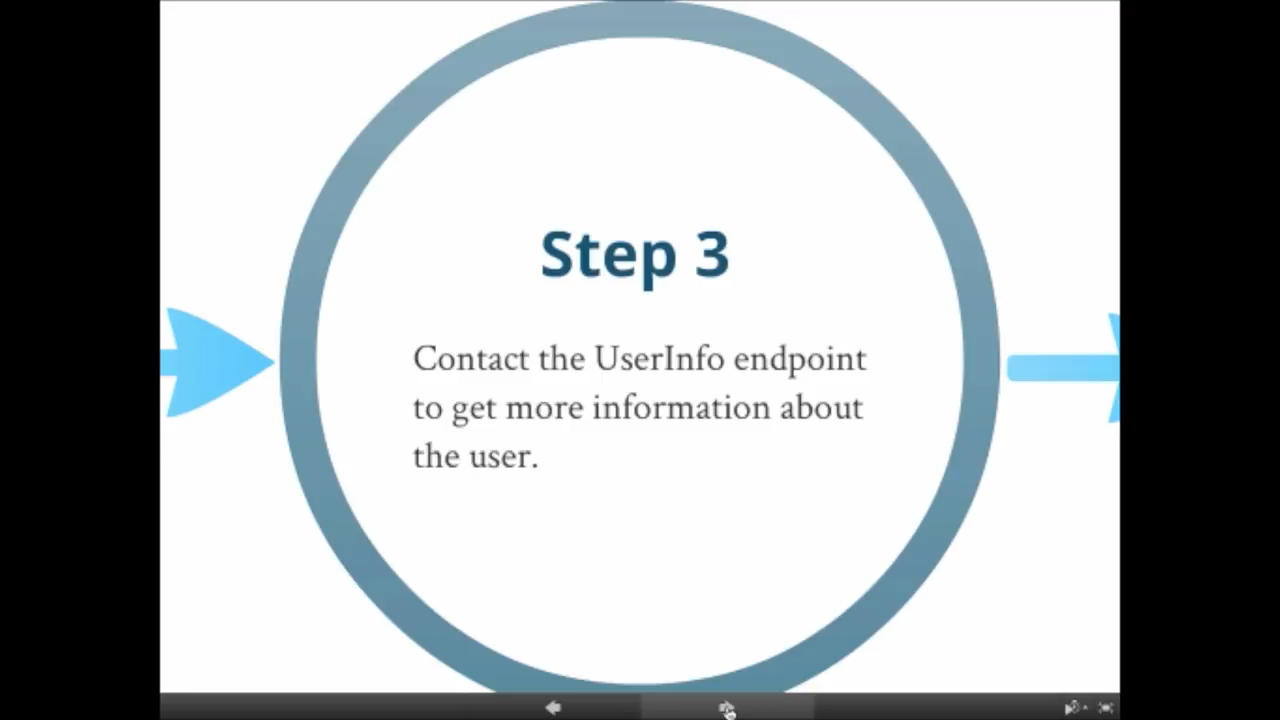 Step 3
Contact the UserInfo endpoint
to get more information about
the user.